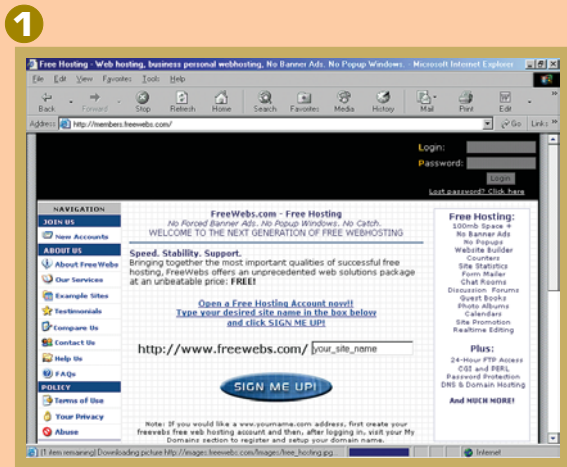 1
Free Hosting - Web hosting, business personal webhosting, No Banner Ads. No Popup Windows. - Microsoft Internet Explorer
File Edit View Favorites Tools Help
Back Forward Stop Refresh Home Search Favorites Media History Mail Print Edit
Address http://members.freewebs.com/ Go Links »
Login:
Password:
Login
Lost password? Click here
NAVIGATION
JOIN US
New Accounts
ABOUT US
About FreeWebs
Our Services
Example Sites
Testimonials
Compare Us
Contact Us
Help Us
FAQs
POLICY
Terms of Use
Your Privacy
Abuse
FreeWebs.com - Free Hosting
No Forced Banner Ads. No Popup Windows. No Catch.
WELCOME TO THE NEXT GENERATION OF FREE WEBHOSTING
Speed. Stability. Support.
Bringing together the most important qualities of successful free
hosting, FreeWebs offers an unprecedented web solutions package
at an unbeatable price: FREE!
Open a Free Hosting Account now!!
Type your desired site name in the box below
and click SIGN ME UP!
http://www.freewebs.com/ your_site_name
SIGN ME UP!
Note: If you would like a www.yourname.com address, first create your
freewebs free web hosting account and then, after logging in, visit your My
Domains section to register and setup your domain name.
Free Hosting:
100mb Space +
No Banner Ads
No Popups
Website Builder
Counters
Site Statistics
Form Mailer
Chat Rooms
Discussion Forums
Guest Books
Photo Albums
Calendars
Site Promotion
Realtime Editing
Plus:
24-Hour FTP Access
CGI and PERL
Password Protection
DNS & Domain Hosting
And MUCH MORE!
(1 item remaining) Downloading picture http://images.freewebs.com/Images/free_hosting.jpg... Internet